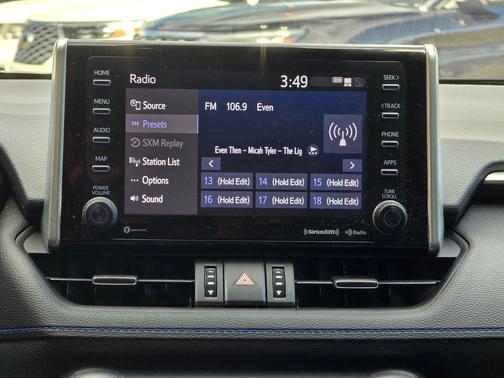 HOME
MENU
AUDIO
MAP
POWER
VOLUME
Radio
3:49
DCM
Source
Presets
SXM Replay
Station List
Options
Sound
FM 106.9 Even
Even Then – Micah Tyler – The Lig
13 (Hold Edit) 14 (Hold Edit) 15 (Hold Edit)
16 (Hold Edit) 17 (Hold Edit) 18 (Hold Edit)
SEEK>
<TRACK
PHONE
APPS
TUNE
SCROLL
SiriusXM
HD Radio